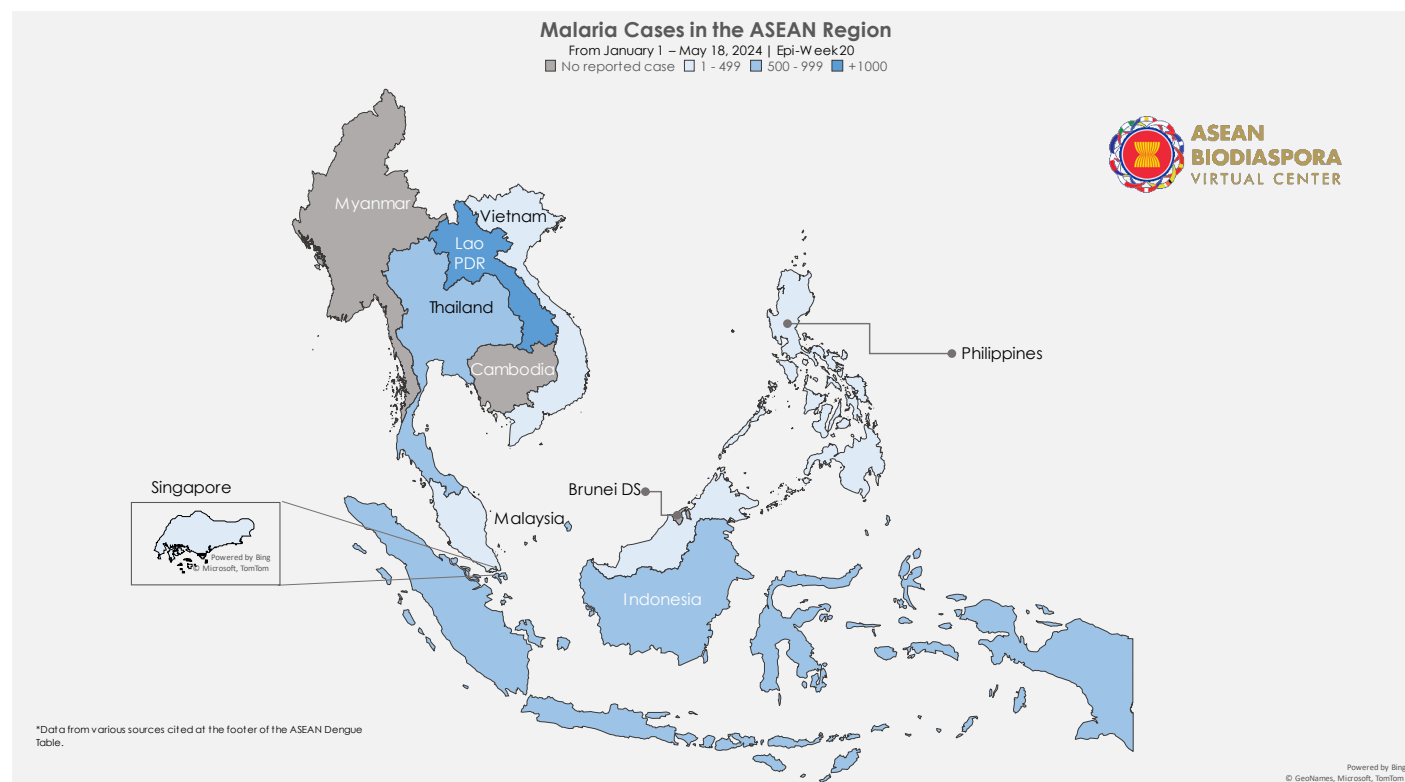 Malaria Cases in the ASEAN Region
From January 1 – May 18, 2024 | Epi-Week20
No reported case 1 - 499 500 - 999 +1000
ASEAN
BIODIASPORA
VIRTUAL CENTER
Myanmar
Vietnam
Lao
PDR
Thailand
Cambodia
Philippines
Singapore
Brunei DS
Malaysia
Powered by Bing
© Microsoft, TomTom
Indonesia
*Data from various sources cited at the footer of the ASEAN Dengue
Table.
Powered by Bing
© GeoNames, Microsoft, TomTom